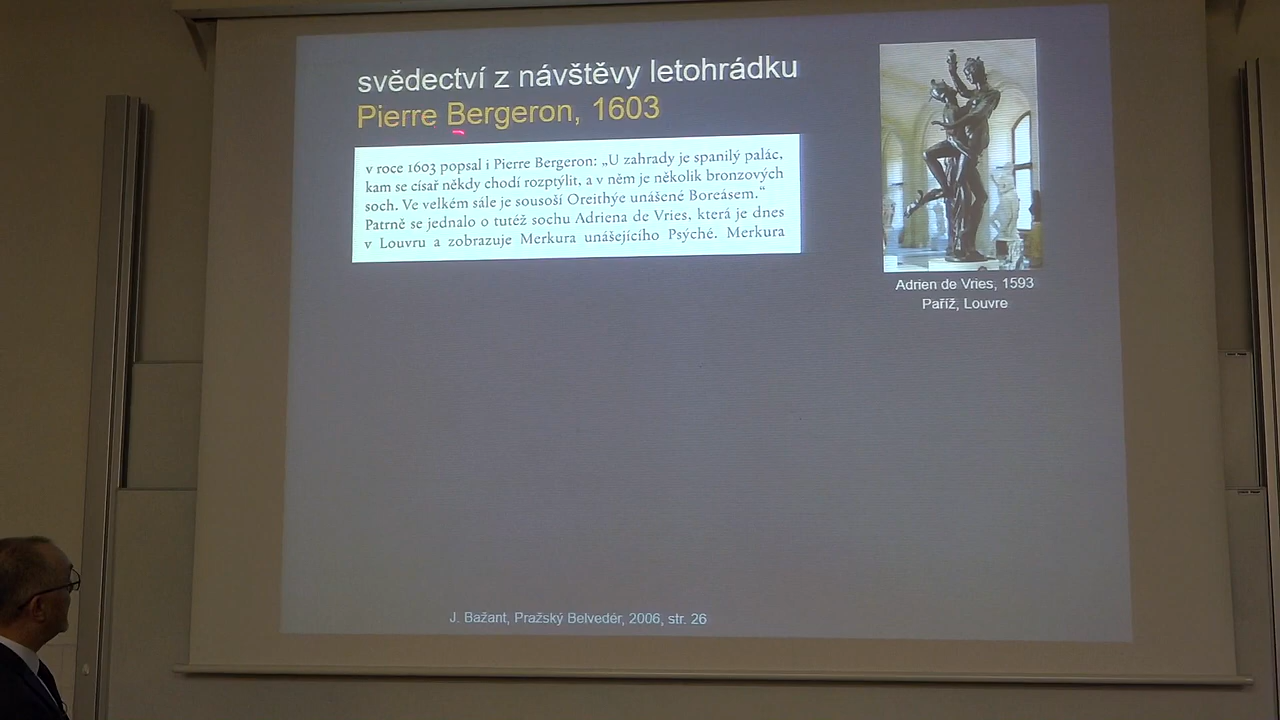 svědectví z návštěvy letohrádku
Pierre Bergeron, 1603
v roce 1603 popsal i Pierre Bergeron: „U zahrady je spanilý palác,
kam se císař někdy chodí rozptýlit, a v něm je několik bronzových
soch. Ve velkém sále je sousoší Oreithýe unášené Boreásem.“
Patrně se jednalo o tutéž sochu Adriena de Vries, která je dnes
v Louvru a zobrazuje Merkura unášejícího Psýché. Merkura
Adrien de Vries, 1593
Paříž, Louvre
J. Bažant, Pražský Belvedér, 2006, str. 26